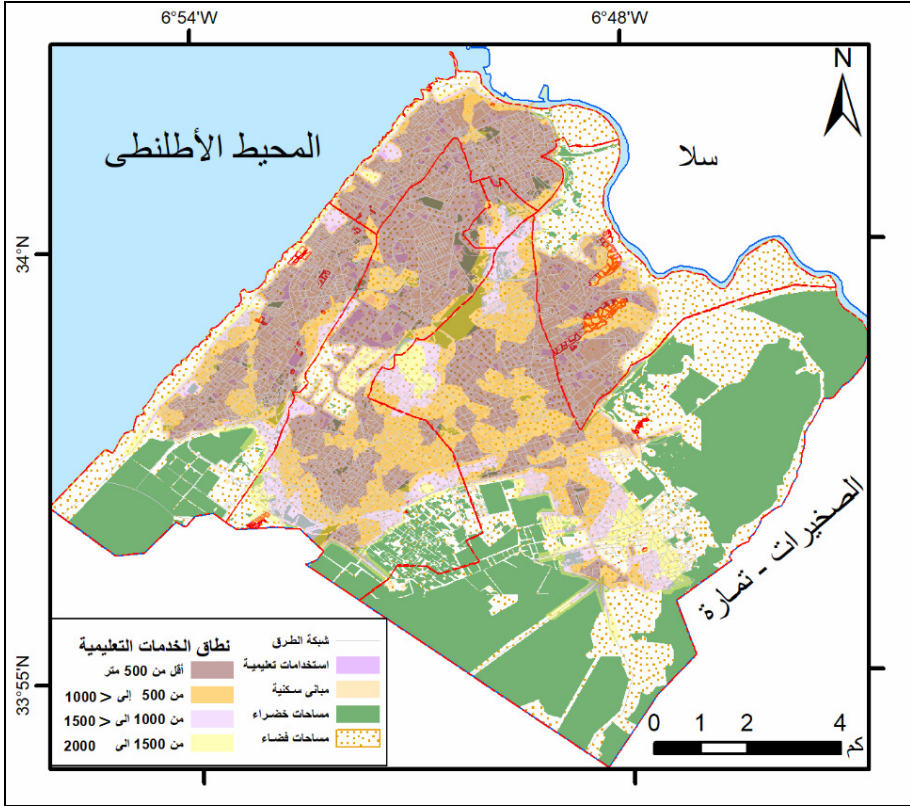 6°54'W
6°48'W
N
المحيط الأطلنطى
سلا
34°N
الصخيرات - تمارة
33°55'N
نطاق الخدمات التعليمية
أقل من 500 متر
من 500 إلى < 1000
من 1000 الى < 1500
من 1500 الى 2000
شبكة الطرق
استخدامات تعليمية
مبانى سكنية
مساحات خضراء
مساحات فضاء
0 1 2 4
كم